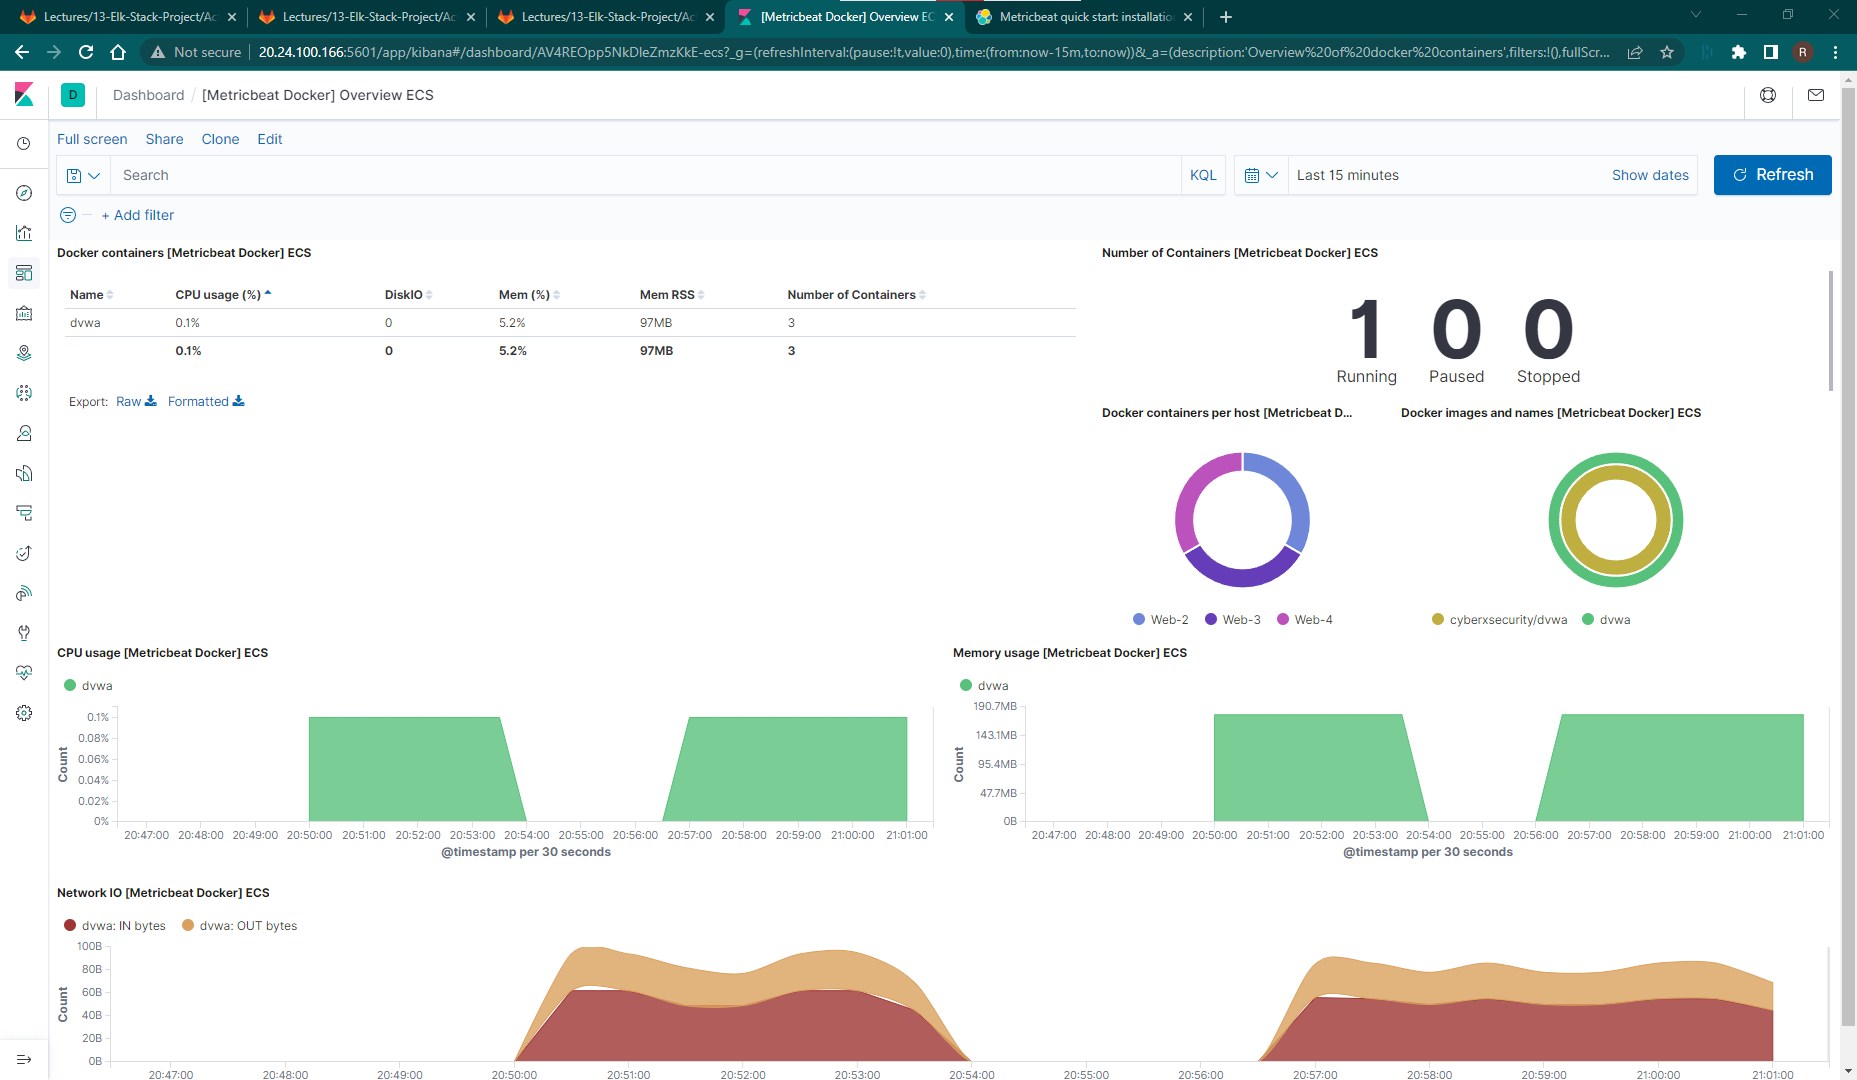 Lectures/13-Elk-Stack-Project/Ac
Lectures/13-Elk-Stack-Project/Ac
Lectures/13-Elk-Stack-Project/Ac
[Metricbeat Docker] Overview EC
Metricbeat quick start: installatio
Not secure
20.24.100.166:5601/app/kibana#/dashboard/AV4REOpp5NkDleZmzKkE-ecs?_g=(refreshInterval:(pause:!t,value:0),time:(from:now-15m,to:now))&_a=(description:'Overview%20of%20docker%20containers',filters:!(),fullScr...
R
D
Dashboard / [Metricbeat Docker] Overview ECS
Full screen Share Clone Edit
Search KQL Last 15 minutes Show dates Refresh
+ Add filter
Docker containers [Metricbeat Docker] ECS
Name CPU usage (%) DiskIO Mem (%) Mem RSS Number of Containers
dvwa 0.1% 0 5.2% 97MB 3
0.1% 0 5.2% 97MB 3
Export: Raw Formatted
Number of Containers [Metricbeat Docker] ECS
1 0 0
Running Paused Stopped
Docker containers per host [Metricbeat D...
Web-2 Web-3 Web-4
Docker images and names [Metricbeat Docker] ECS
cyberxsecurity/dvwa dvwa
CPU usage [Metricbeat Docker] ECS
dvwa
0.1%
0.08%
0.06%
0.04%
0.02%
0%
Count
20:47:00 20:48:00 20:49:00 20:50:00 20:51:00 20:52:00 20:53:00 20:54:00 20:55:00 20:56:00 20:57:00 20:58:00 20:59:00 21:00:00 21:01:00
@timestamp per 30 seconds
Memory usage [Metricbeat Docker] ECS
dvwa
190.7MB
143.1MB
95.4MB
47.7MB
0B
Count
20:47:00 20:48:00 20:49:00 20:50:00 20:51:00 20:52:00 20:53:00 20:54:00 20:55:00 20:56:00 20:57:00 20:58:00 20:59:00 21:00:00 21:01:00
@timestamp per 30 seconds
Network IO [Metricbeat Docker] ECS
dvwa: IN bytes dvwa: OUT bytes
100B
80B
60B
40B
20B
0B
Count
20:47:00 20:48:00 20:49:00 20:50:00 20:51:00 20:52:00 20:53:00 20:54:00 20:55:00 20:56:00 20:57:00 20:58:00 20:59:00 21:00:00 21:01:00